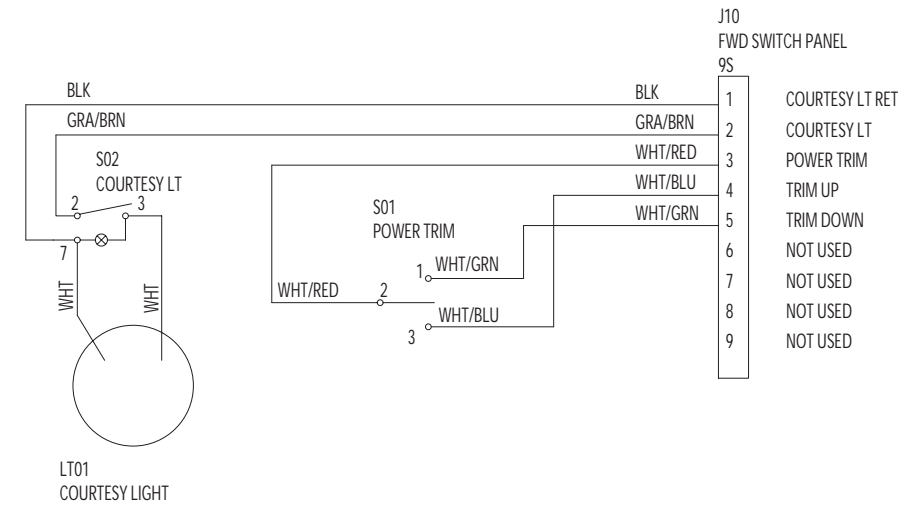 J10
FWD SWITCH PANEL
9S
BLK
BLK
1
COURTESY LT RET
GRA/BRN
GRA/BRN
2
COURTESY LT
WHT/RED
3
POWER TRIM
WHT/BLU
4
TRIM UP
WHT/GRN
5
TRIM DOWN
6
NOT USED
7
NOT USED
8
NOT USED
9
NOT USED
S02
COURTESY LT
2
3
7
WHT
WHT
S01
POWER TRIM
1
WHT/GRN
WHT/RED
2
WHT/BLU
3
LT01
COURTESY LIGHT